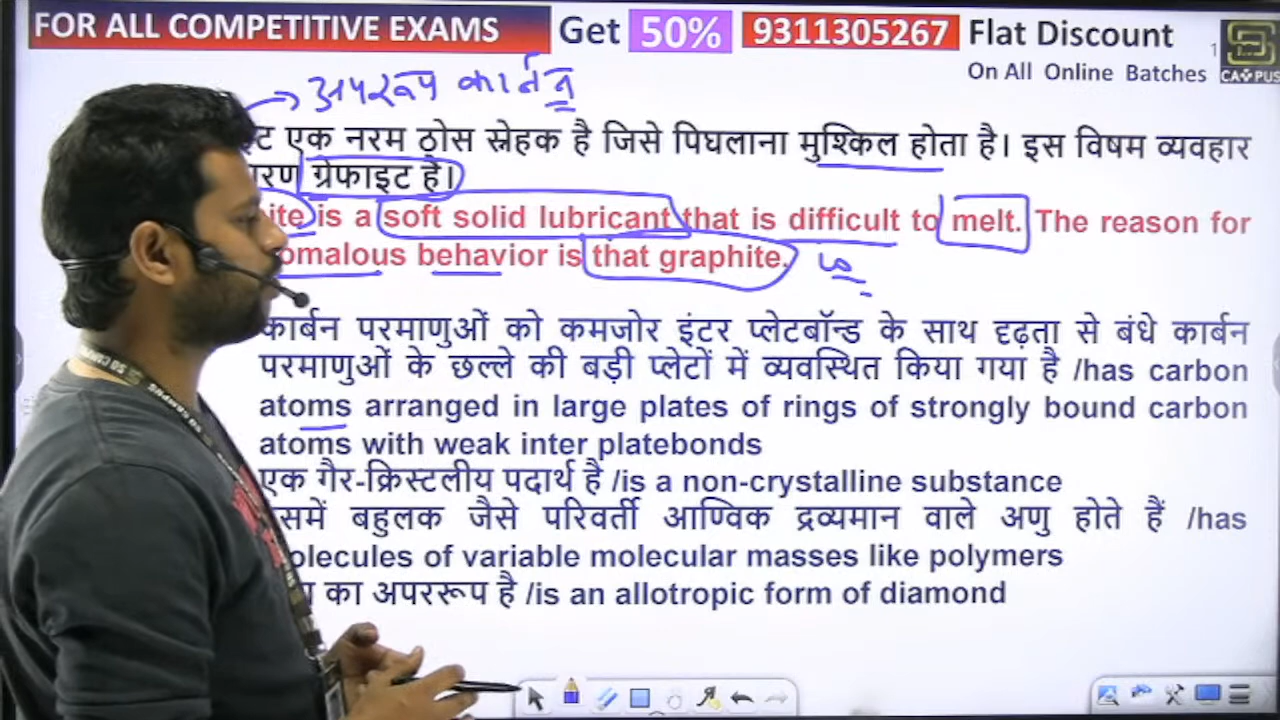 FOR ALL COMPETITIVE EXAMS Get 50% 9311305267 Flat Discount
On All Online Batches
CAMPUS
अपररूप कार्बन
एक नरम ठोस स्नेहक है जिसे पिघलाना मुश्किल होता है। इस विषम व्यवहार
ग्रेफाइट है।
is a soft solid lubricant that is difficult to melt. The reason for
behavior is that graphite.
कार्बन परमाणुओं को कमजोर इंटर प्लेटबॉन्ड के साथ दृढ़ता से बंधे कार्बन
परमाणुओं के छल्ले की बड़ी प्लेटों में व्यवस्थित किया गया है /has carbon
atoms arranged in large plates of rings of strongly bound carbon
atoms with weak inter platebonds
एक गैर-क्रिस्टलीय पदार्थ है /is a non-crystalline substance
बहुलक जैसे परिवर्ती आण्विक द्रव्यमान वाले अणु होते हैं /has
of variable molecular masses like polymers
का अपररूप है /is an allotropic form of diamond